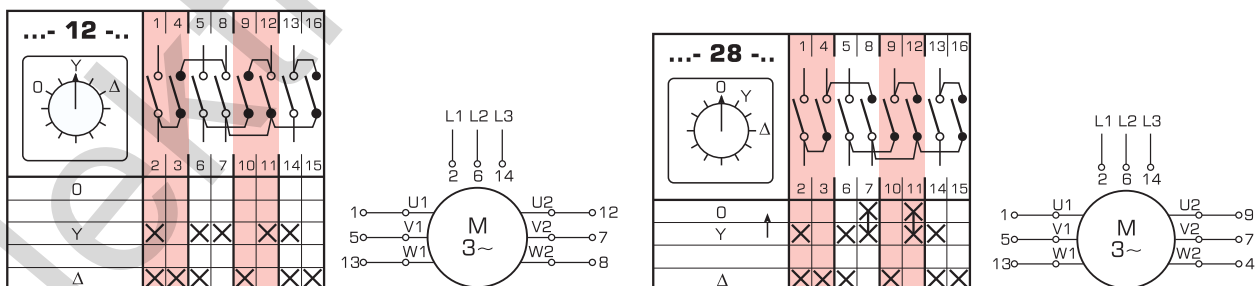 ...- 12 -..
1 4 5 8 9 12 13 16
0 Y Δ
2 3 6 7 10 11 14 15
0
Y
Δ
L1 L2 L3
2 6 14
1 U1 U2 12
5 V1 M V2 7
13 W1 3~ W2 8
...- 28 -..
1 4 5 8 9 12 13 16
0 Y Δ
2 3 6 7 10 11 14 15
0
Y
Δ
L1 L2 L3
2 6 14
1 U1 U2 9
5 V1 M V2 7
13 W1 3~ W2 4